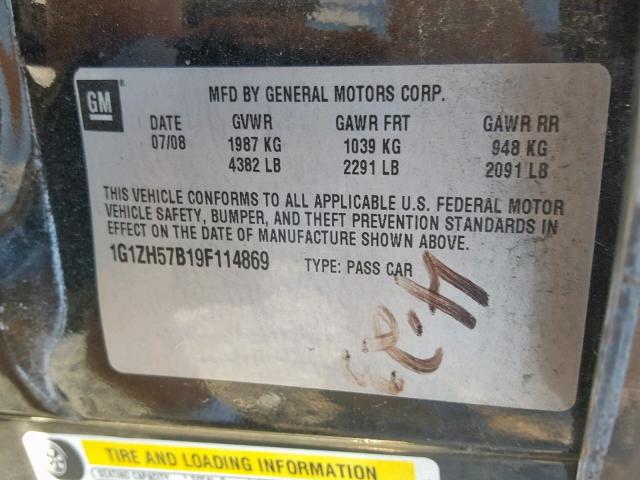 GM
MFD BY GENERAL MOTORS CORP.
DATE GVWR GAWR FRT GAWR RR
07/08 1987 KG 1039 KG 948 KG
4382 LB 2291 LB 2091 LB
THIS VEHICLE CONFORMS TO ALL APPLICABLE U.S. FEDERAL MOTOR
VEHICLE SAFETY, BUMPER, AND THEFT PREVENTION STANDARDS IN
EFFECT ON THE DATE OF MANUFACTURE SHOWN ABOVE.
1G1ZH57B19F114869 TYPE: PASS CAR
TIRE AND LOADING INFORMATION
SEATING CAPACITY